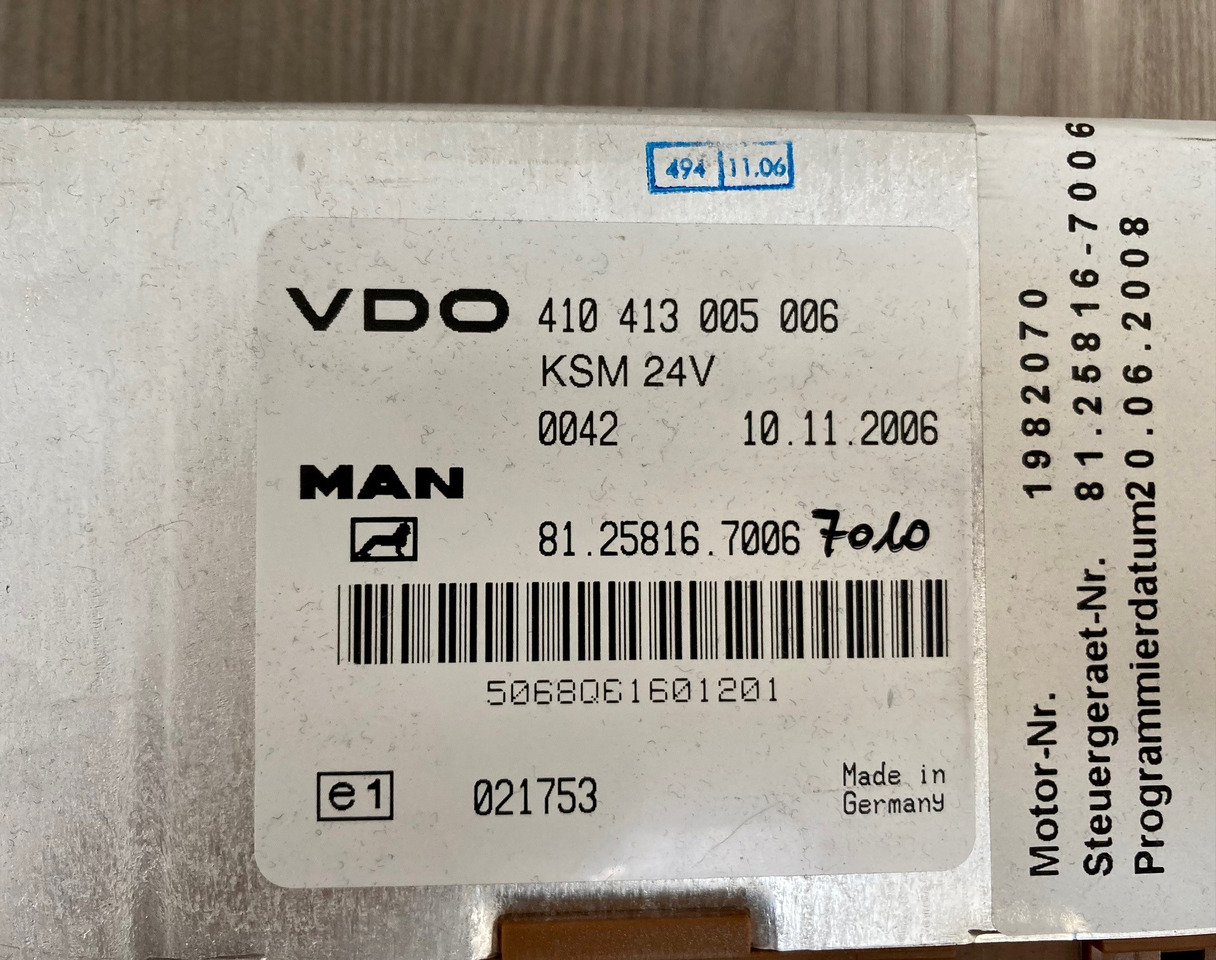 494 11.06
VDO 410 413 005 006
KSM 24V
0042 10.11.2006
MAN
81.25816.7006 7010
5068Q61601201
e1 021753
Made in
Germany
Motor-Nr. 1982070
Steuergeraet-Nr. 81.25816-7006
Programmierdatum20.06.2008